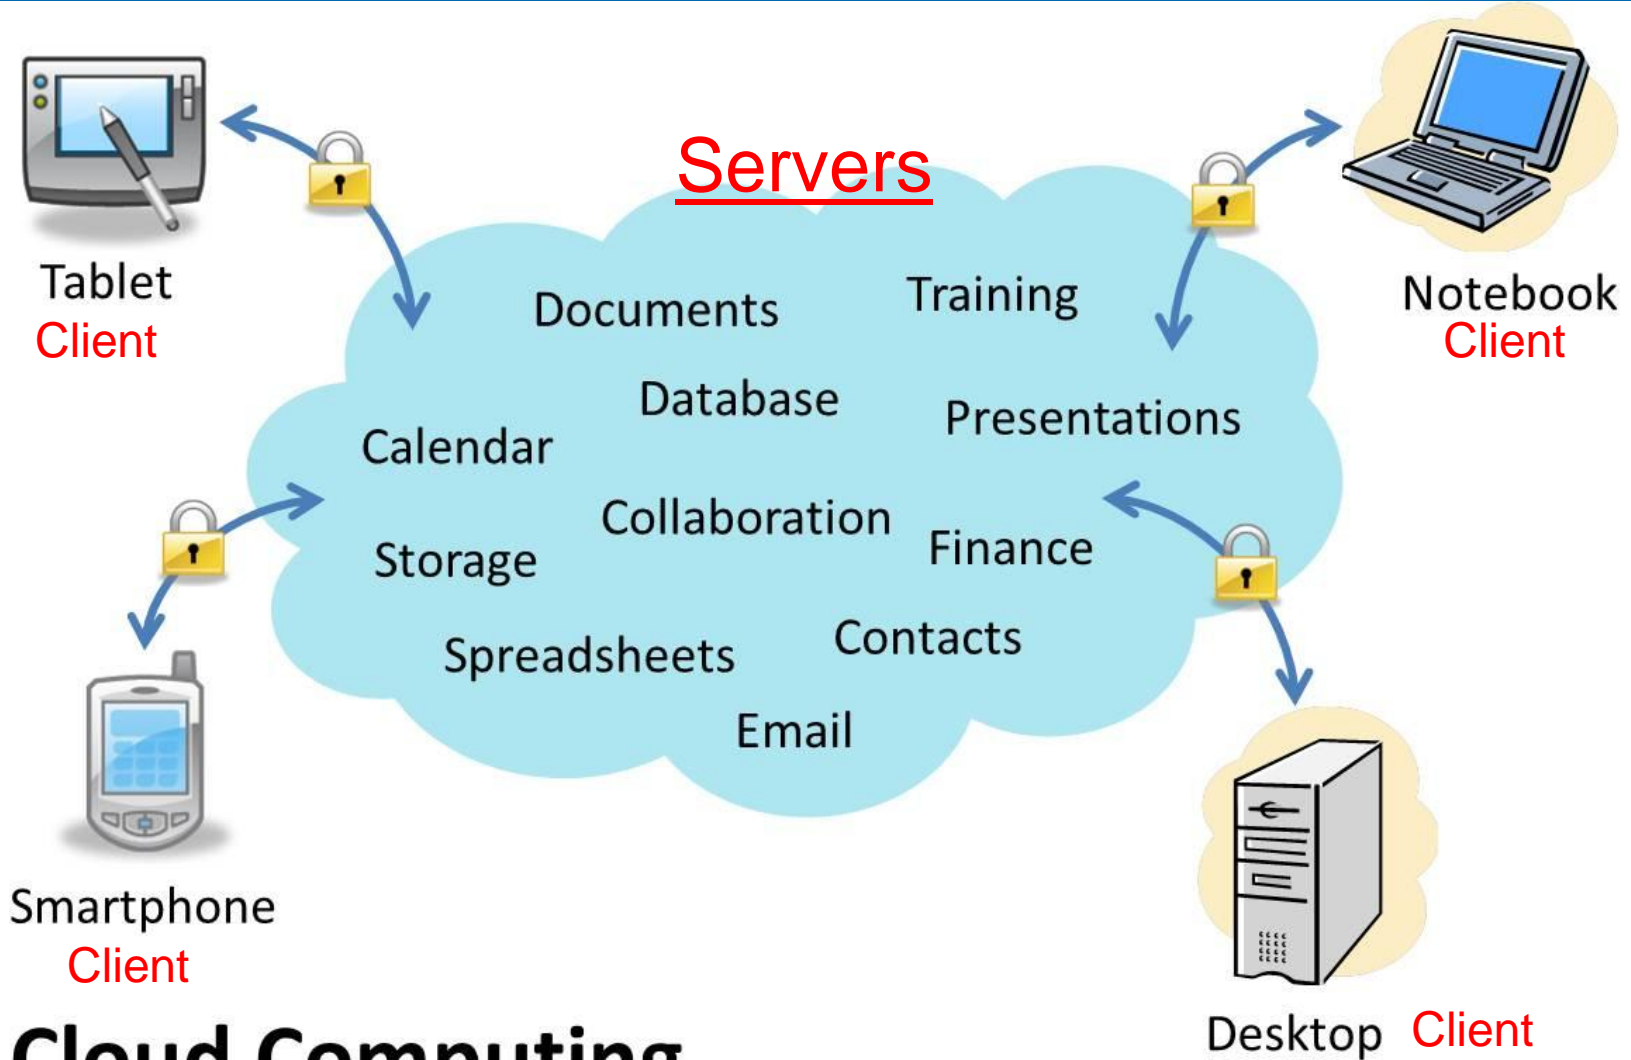 Servers
Tablet
Client
Notebook
Client
Documents
Training
Database
Presentations
Calendar
Collaboration
Storage
Finance
Spreadsheets
Contacts
Email
Smartphone
Client
Desktop Client
Cloud Computing